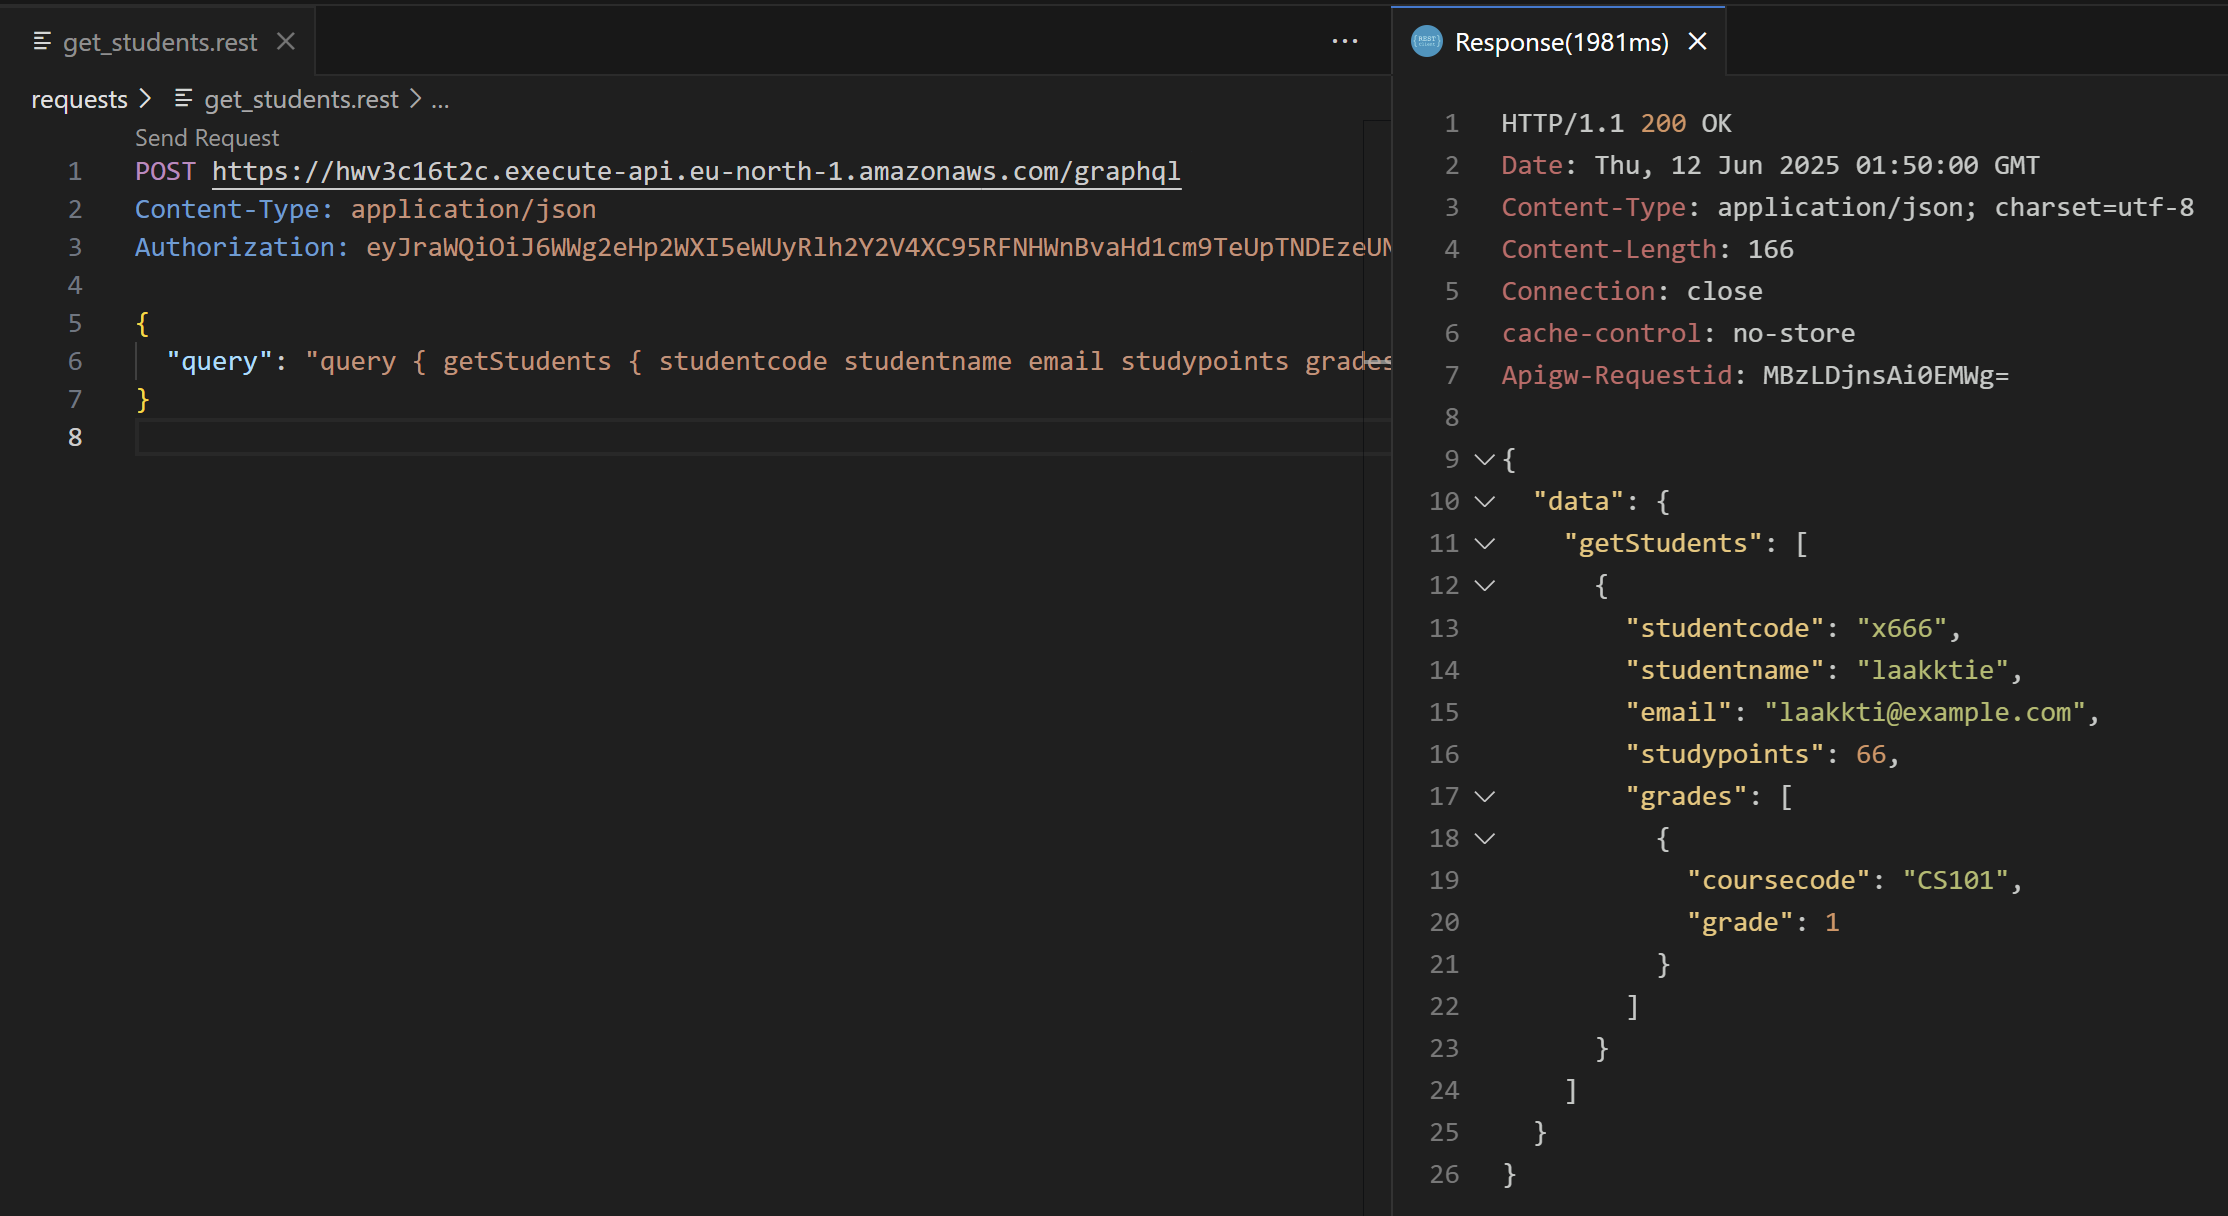 get_students.rest
requests > get_students.rest > ...
Send Request
1 POST https://hwv3c16t2c.execute-api.eu-north-1.amazonaws.com/graphql
2 Content-Type: application/json
3 Authorization: eyJraWQiOiJ6WWg2eHp2WXI5eWUyRlh2Y2V4XC95RFNHWnBvaHd1cm9TeUpTNDEzeUN
4
5 {
6 "query": "query { getStudents { studentcode studentname email studypoints grades
7 }
8
Response(1981ms)
1 HTTP/1.1 200 OK
2 Date: Thu, 12 Jun 2025 01:50:00 GMT
3 Content-Type: application/json; charset=utf-8
4 Content-Length: 166
5 Connection: close
6 cache-control: no-store
7 Apigw-Requestid: MBzLDjnsAi0EMWg=
8
9 {
10 "data": {
11 "getStudents": [
12 {
13 "studentcode": "x666",
14 "studentname": "laakktie",
15 "email": "laakkti@example.com",
16 "studypoints": 66,
17 "grades": [
18 {
19 "coursecode": "CS101",
20 "grade": 1
21 }
22 ]
23 }
24 ]
25 }
26 }